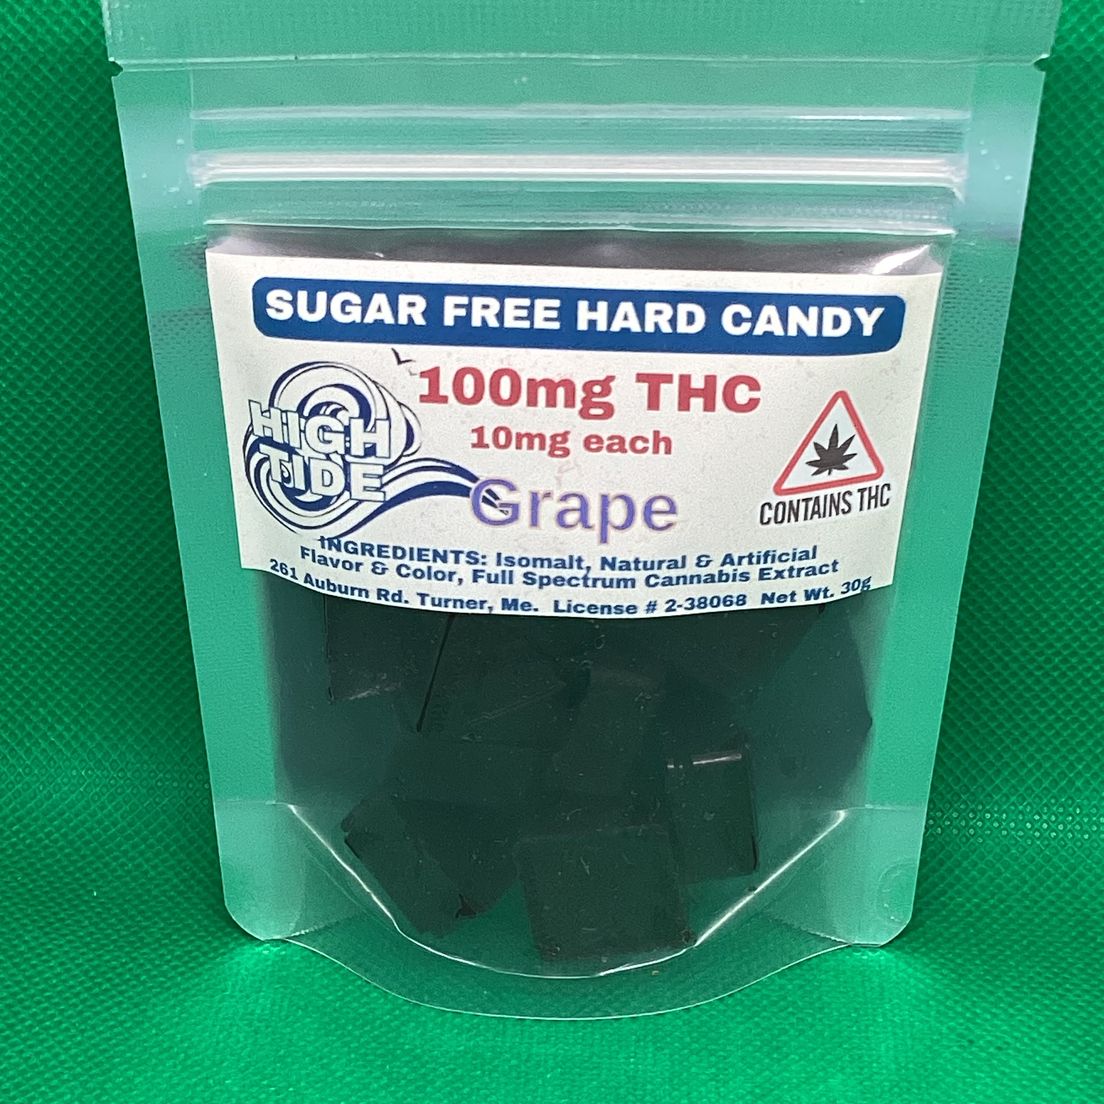 SUGAR FREE HARD CANDY
HIGH
TIDE
100mg THC
10mg each
Grape
CONTAINS THC
INGREDIENTS: Isomalt, Natural & Artificial
Flavor & Color, Full Spectrum Cannabis Extract
261 Auburn Rd. Turner, Me. License # 2-38068 Net Wt. 30g